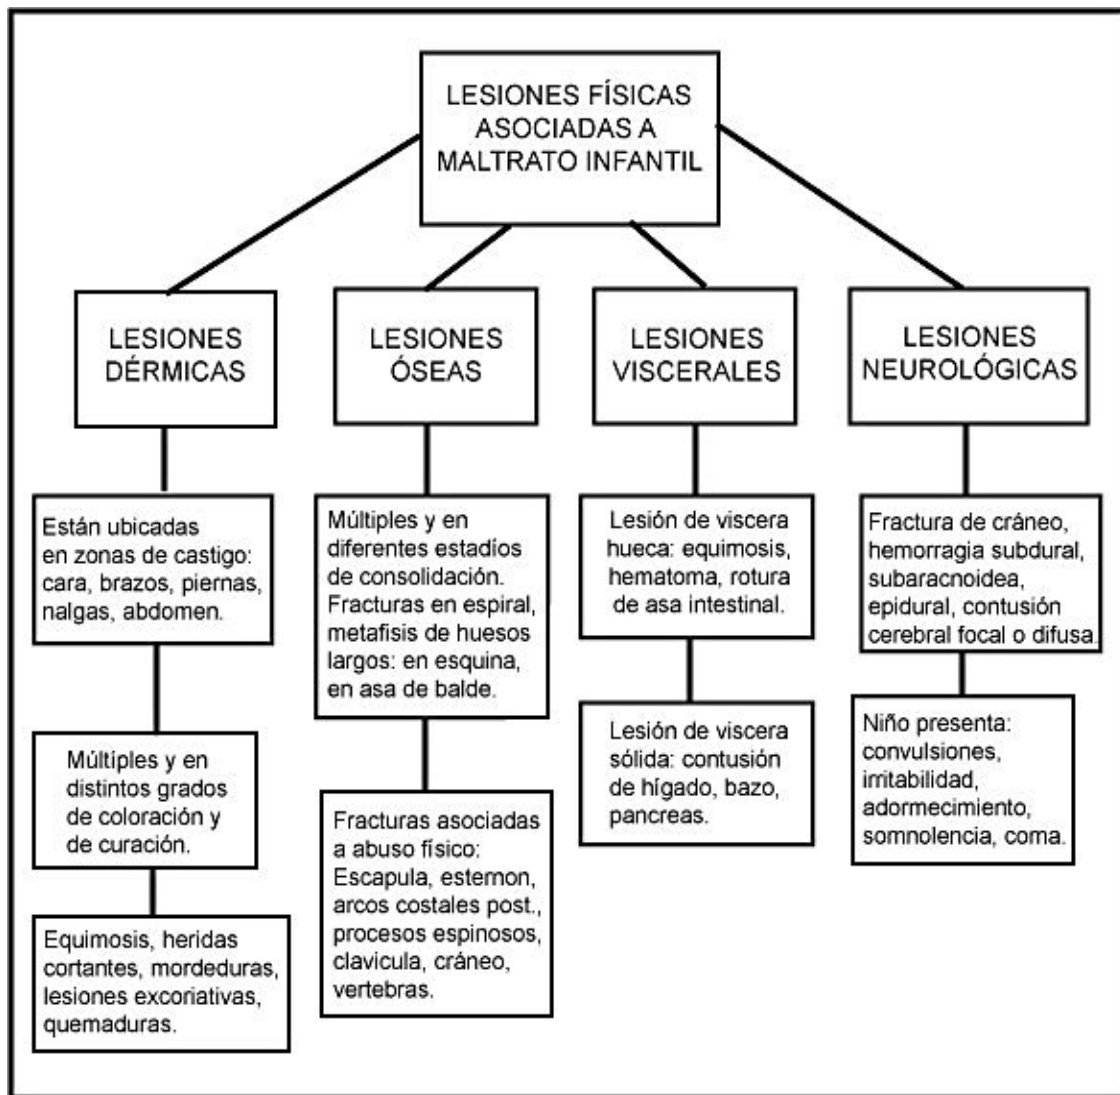 LESIONES FÍSICAS
ASOCIADAS A
MALTRATO INFANTIL
LESIONES
DÉRMICAS
Están ubicadas
en zonas de castigo:
cara, brazos, piernas,
nalgas, abdomen.
Múltíples y en
distintos grados
de coloración y
de curación.
Equimosis, heridas
cortantes, mordeduras,
lesiones excoriativas,
quemaduras.
LESIONES
ÓSEAS
Múltiples y en
diferentes estadíos
de consolidación.
Fracturas en espiral,
metafisis de huesos
largos: en esquina,
en asa de balde.
Fracturas asociadas
a abuso físico:
Escapula, esternon,
arcos costales post.,
procesos espinosos,
clavicula, cráneo,
vertebras.
LESIONES
VISCERALES
Lesión de viscera
hueca: equimosis,
hematoma, rotura
de asa intestinal.
Lesión de viscera
sólida: contusión
de hígado, bazo,
pancreas.
LESIONES
NEUROLÓGICAS
Fractura de cráneo,
hemorragia subdural,
subaracnoidea,
epidural, contusión
cerebral focal o difusa.
Niño presenta:
convulsiones,
irritabilidad,
adormecimiento,
somnolencia, coma.